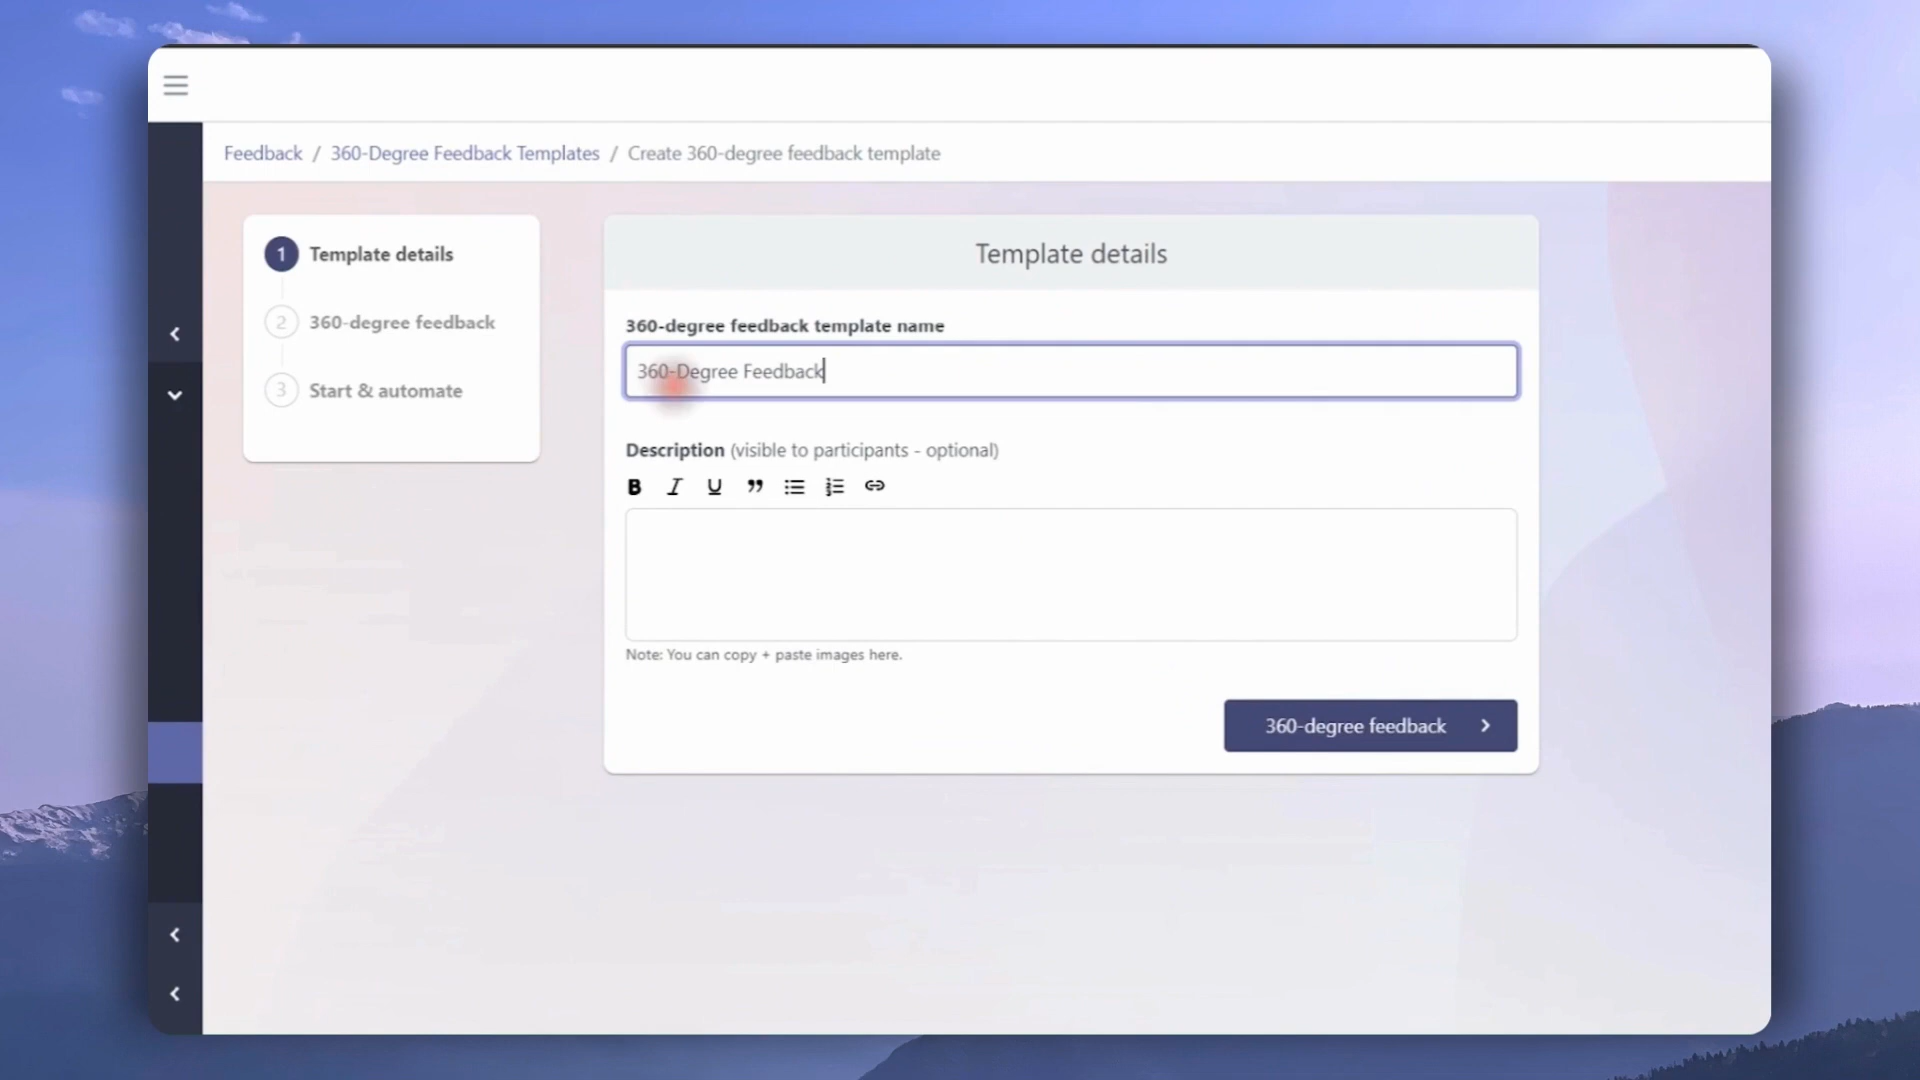 Feedback / 360-Degree Feedback Templates / Create 360-degree feedback template
1 Template details
2 360-degree feedback
3 Start & automate
Template details
360-degree feedback template name
360-Degree Feedback
Description (visible to participants - optional)
B I U
Note: You can copy + paste images here.
360-degree feedback